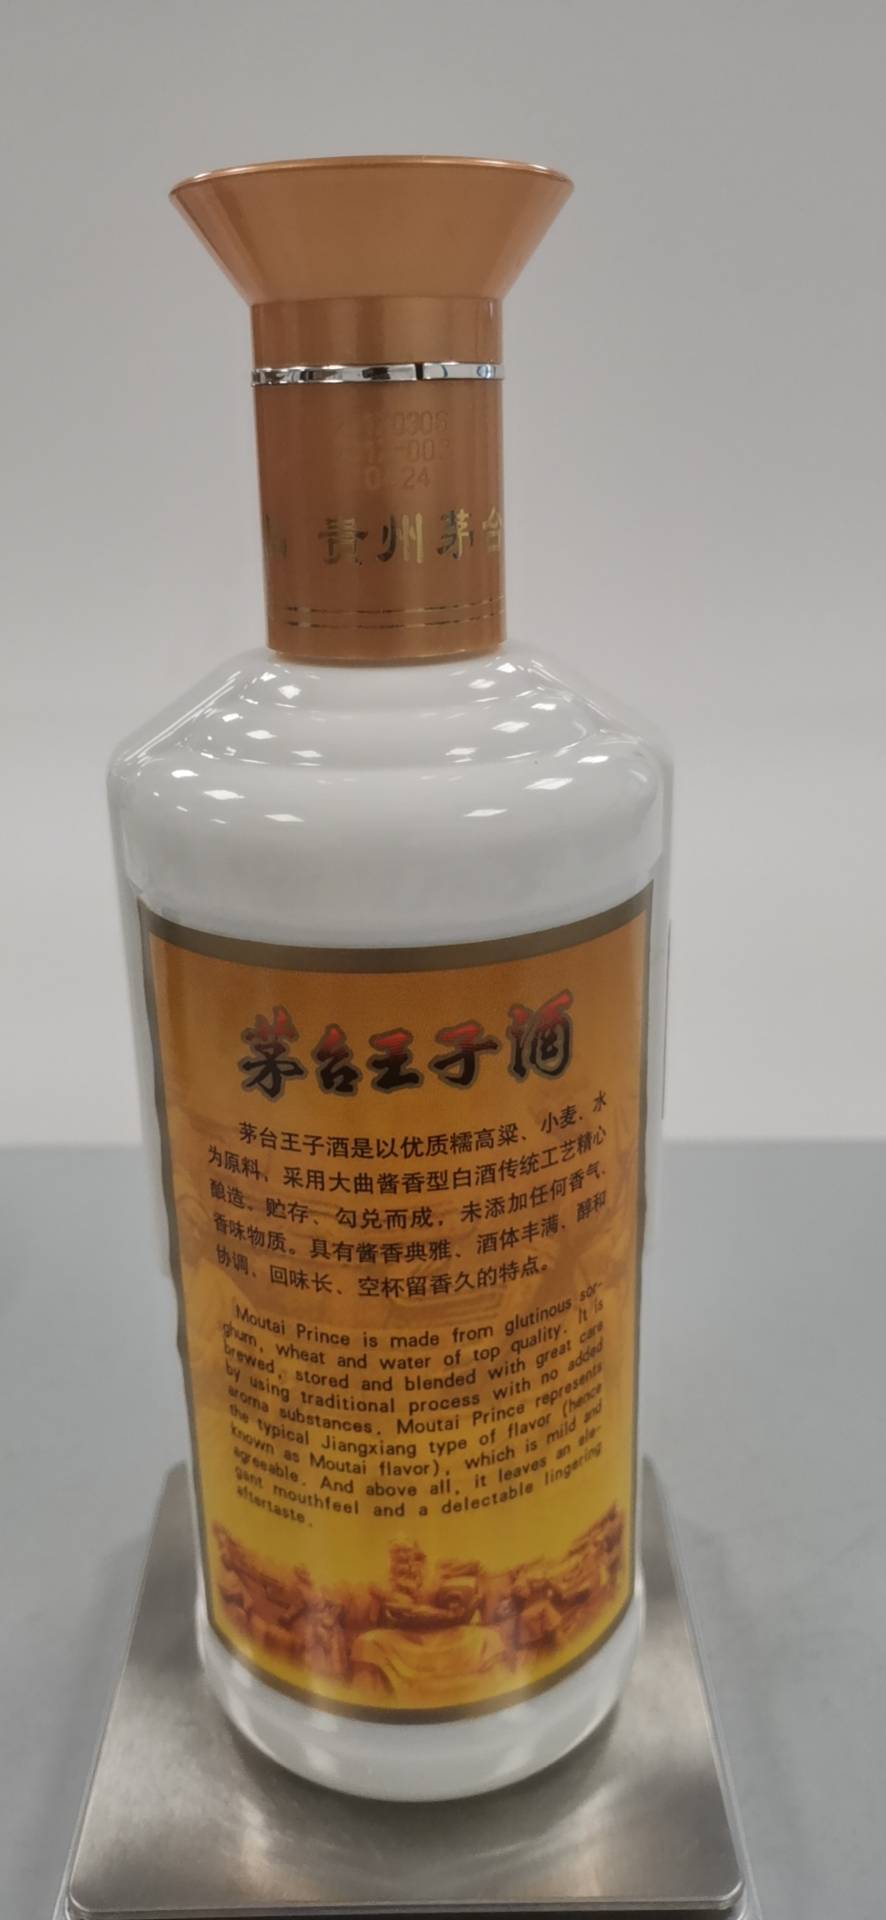 0306
-00
24
贵州茅台
茅台王子酒
茅台王子酒是以优质糯高粱、小麦、水
为原料，采用大曲酱香型白酒传统工艺精心
酿造、贮存、勾兑而成，未添加任何香气、
香味物质。具有酱香典雅、酒体丰满、醇和
协调、回味长、空杯留香久的特点。
Moutai Prince is made from glutinous sor-
ghum, wheat and water of top quality. It is
brewed, stored and blended with great care
by using traditional process with no added
aroma substances. Moutai Prince represents
the typical Jiangxiang type of flavor (hence
known as Moutai flavor), which is mild and
agreeable. And above all, it leaves an ele-
gant mouthfeel and a delectable lingering
aftertaste.